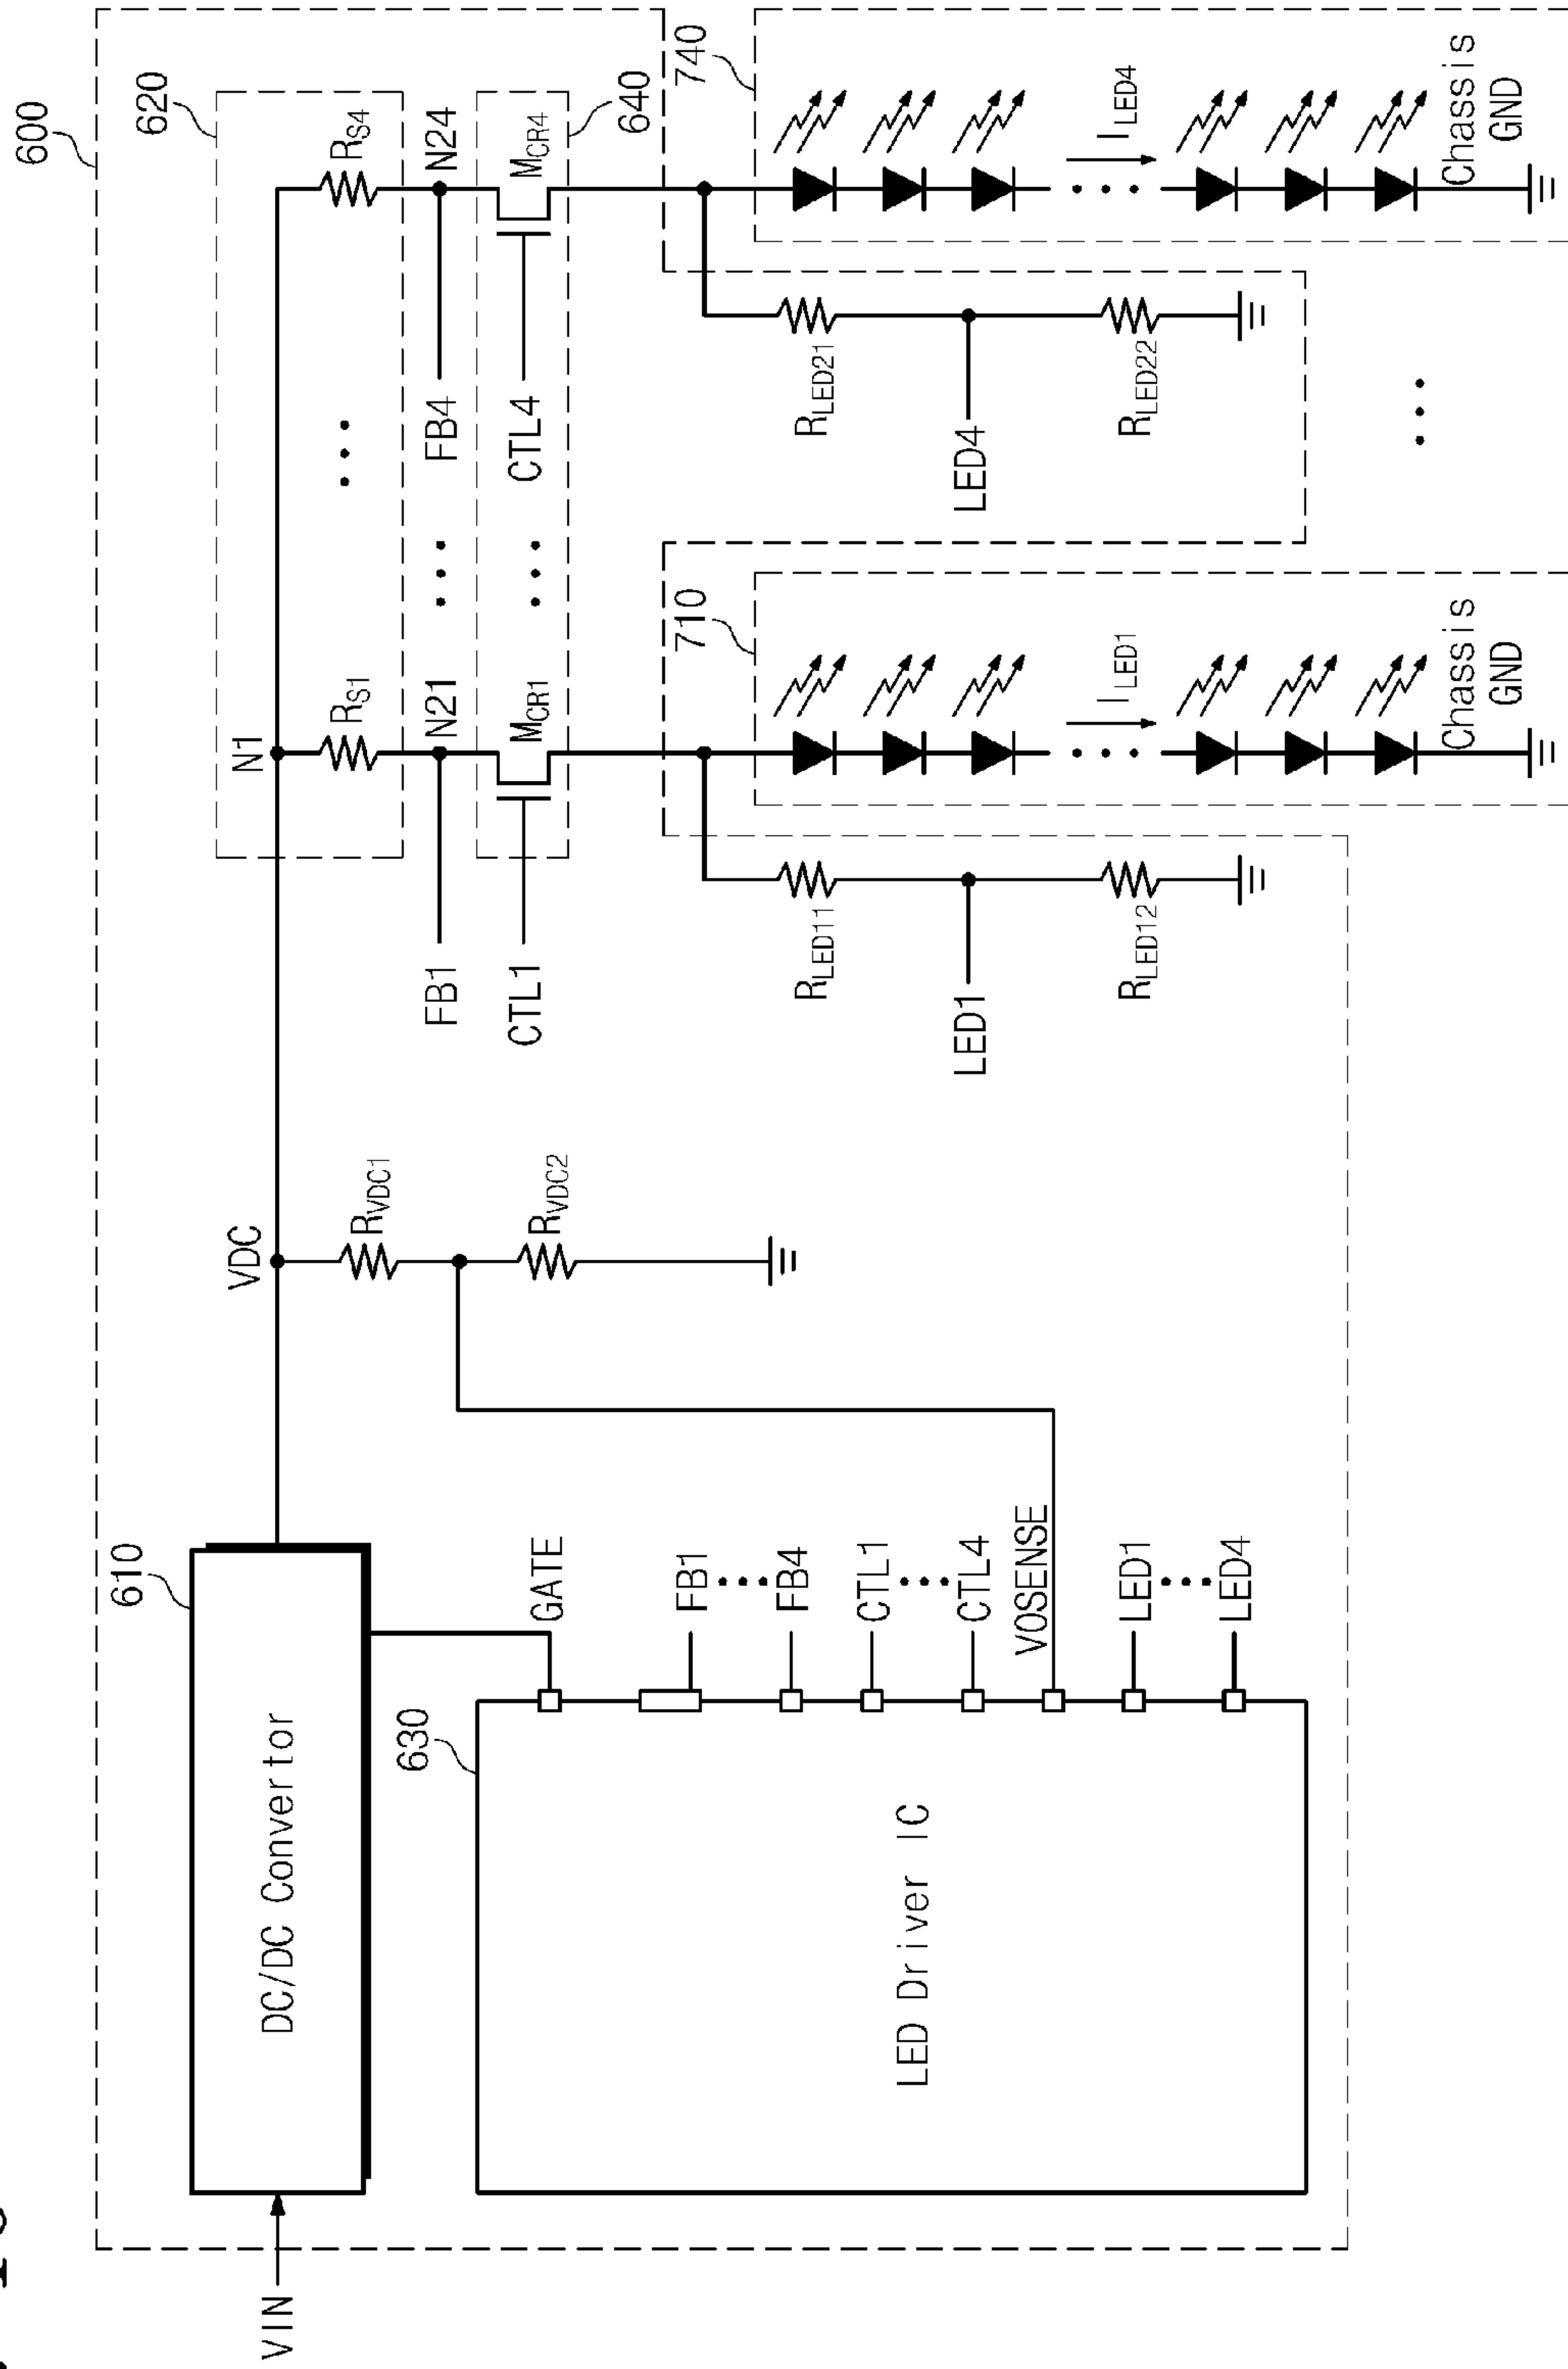 600
620
640
740
RS4
N24
MCR4
FB4
CTL4
N1
RS1
N21
MCR1
FB1
CTL1
710
ILED4
Chassis
GND
RLED21
LED4
RLED22
ILED1
Chassis
GND
RLED11
LED1
RLED12
VDC
RVDC1
RVDC2
610
DC/DC Convertor
VIN
630
LED Driver IC
GATE
FB1
FB4
CTL1
CTL4
VOSENSE
LED1
LED4